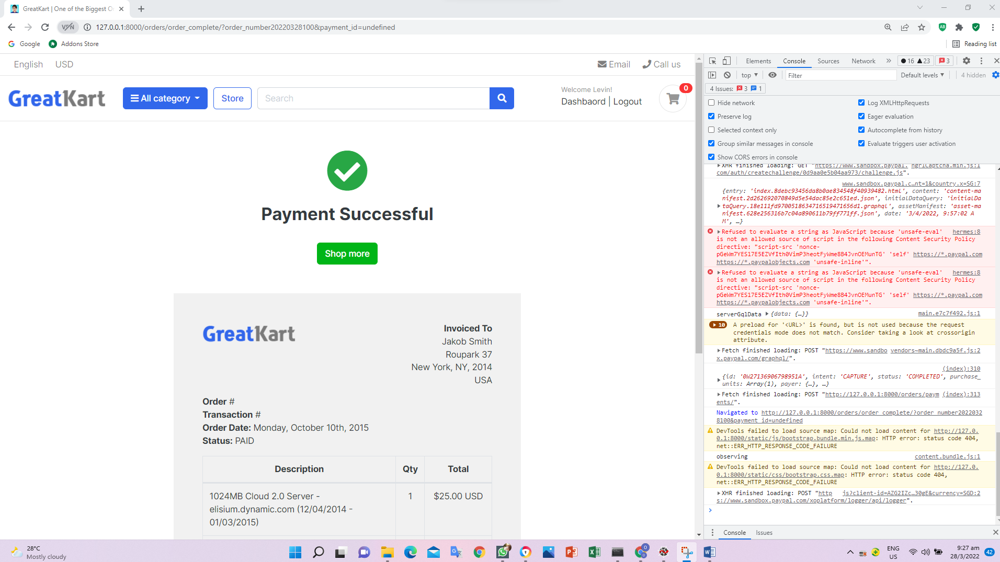 GreatKart | One of the Biggest O
127.0.0.1:8000/orders/order_complete/?order_number20220328100&payment_id=undefined
VPN
Google
Addons Store
Reading list
English
USD
Email
Call us
GreatKart
All category
Store
Search
Welcome Levin!
Dashbaord | Logout
0
Payment Successful
Shop more
GreatKart
Invoiced To
Jakob Smith
Roupark 37
New York, NY, 2014
USA
Order #
Transaction #
Order Date: Monday, October 10th, 2015
Status: PAID
Description Qty Total
1024MB Cloud 2.0 Server - 1 $25.00 USD
elisium.dynamic.com (12/04/2014 -
01/03/2015)
Elements Console Sources Network » 16 23 3
top Filter Default levels 4 hidden
4 Issues: 3 1
Hide network Log XMLHttpRequests
Preserve log Eager evaluation
Selected context only Autocomplete from history
Group similar messages in console Evaluate triggers user activation
Show CORS errors in console
XHR finished loading: GET "https://www.sandbox.paypal. ngrlCaptcha.min.js:1
com/auth/createchallenge/0d9aa0e5b04aa973/challenge.js".
www.sandbox.paypal.c…nt=1&country.x=SG:7
{entry: 'index.8debc93456da8b0ae834548f40939482.html', content: 'content-ma
nifest.2d262692070849d5e54dac85e2c651ed.json', initialDataQuery: 'initialDa
taQuery.18e111fd9700518634716519471656d1.graphql', assetManifest: 'asset-ma
nifest.628e256316b7c04a890611b79ff771ff.json', date: '3/4/2022, 9:57:02 A
M', …}
Refused to evaluate a string as JavaScript because 'unsafe-eval' hermes:8
is not an allowed source of script in the following Content Security Policy
directive: "script-src 'nonce-
pGeWm7YES17E5EZVfIth0VimP3heotFyWme8B4JvnOEMunTG' 'self' https://*.paypal.com
https://*.paypalobjects.com 'unsafe-inline'".
Refused to evaluate a string as JavaScript because 'unsafe-eval' hermes:8
is not an allowed source of script in the following Content Security Policy
directive: "script-src 'nonce-
pGeWm7YES17E5EZVfIth0VimP3heotFyWme8B4JvnOEMunTG' 'self' https://*.paypal.com
https://*.paypalobjects.com 'unsafe-inline'".
serverGqlData {data: {…}} main.e7c7f492.js:1
10 A preload for '<URL>' is found, but is not used because the request
credentials mode does not match. Consider taking a look at crossorigin
attribute.
Fetch finished loading: POST "https://www.sandbo vendors~main.dbdc9a5f.js:2
x.paypal.com/graphql/".
(index):310
{id: '0W27136906798951A', intent: 'CAPTURE', status: 'COMPLETED', purchase_
units: Array(1), payer: {…}, …}
Fetch finished loading: POST "http://127.0.0.1:8000/orders/paym (index):313
ents/".
Navigated to http://127.0.0.1:8000/orders/order_complete/?order_number2022032
8100&payment_id=undefined
DevTools failed to load source map: Could not load content for http://127.0.
0.1:8000/static/js/bootstrap.bundle.min.js.map: HTTP error: status code 404,
net::ERR_HTTP_RESPONSE_CODE_FAILURE
observing content.bundle.js:1
DevTools failed to load source map: Could not load content for http://127.0.
0.1:8000/static/css/bootstrap.css.map: HTTP error: status code 404,
net::ERR_HTTP_RESPONSE_CODE_FAILURE
XHR finished loading: POST "http js?client-id=AZG2IZc…30gE&currency=SGD:2
s://www.sandbox.paypal.com/xoplatform/logger/api/logger".
Console Issues
28°C
Mostly cloudy
ENG
US
9:27 am
28/3/2022
42